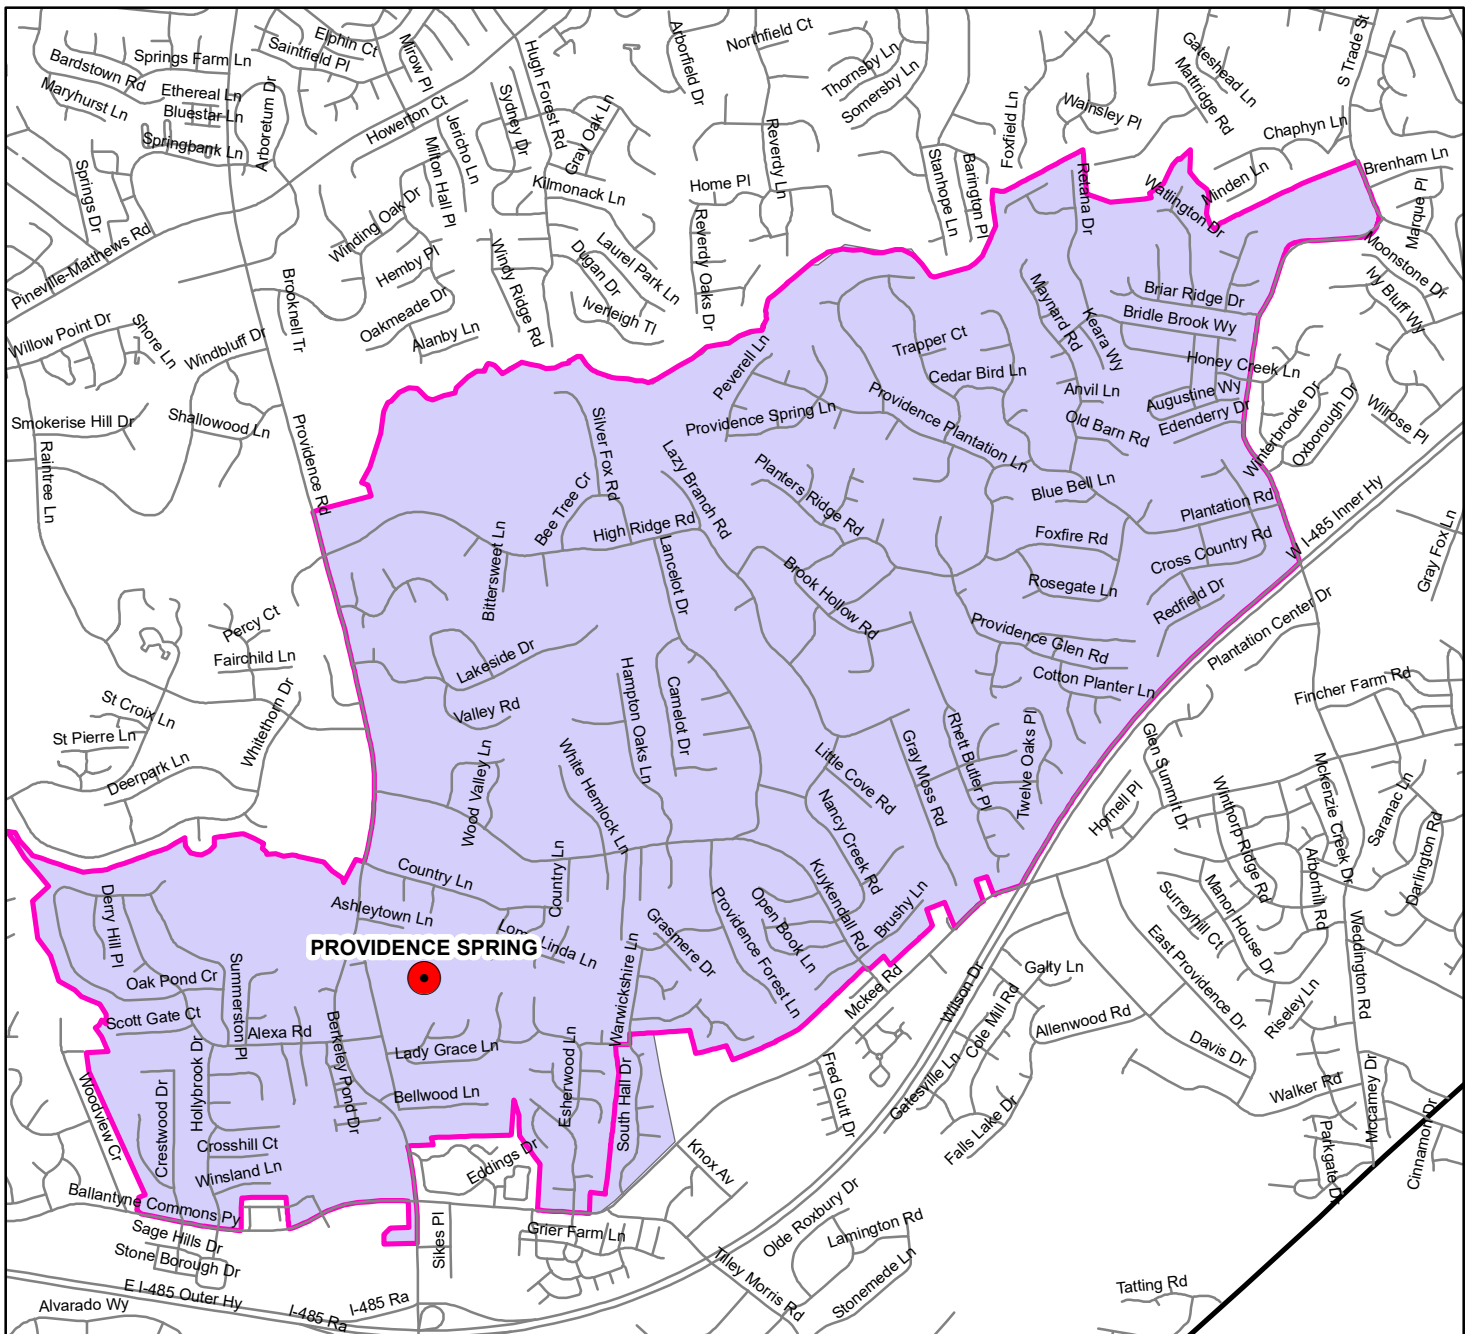 Springs Farm Ln
Elphin Ct
Saintfield Pl
Mirow Pl
Bardstown Rd
Maryhurst Ln
Ethereal Ln
Bluestar Ln
Springbank Ln
Arboretum Dr
Howerton Ct
Hugh Forest Rd
Sydney Dr
Gray Oak Ln
Arborfield Dr
Northfield Ct
Thornsby Ln
Somersby Ln
Foxfield Ln
Wainsley Pl
Gateshead Ln
Mattridge Rd
S Trade St
Chaphyn Ln
Brenham Ln
Minden Ln
Marque Pl
Moonstone Dr
Ivy Bluff Wy
Springs Dr
Jericho Ln
Milton Hall Pl
Kilmonack Ln
Home Pl
Reverdy Ln
Stanhope Ln
Barington Pl
Retana Dr
Watlington Dr
Pineville-Matthews Rd
Winding Oak Dr
Hemby Pl
Windy Ridge Rd
Dugan Dr
Laurel Park Ln
Iverleigh Tl
Reverdy Oaks Dr
Brooknell Tr
Oakmeade Dr
Alanby Ln
Willow Point Dr
Shore Ln
Windbluff Dr
Smokerise Hill Dr
Shallowood Ln
Raintree Ln
Providence Rd
Peverell Ln
Trapper Ct
Cedar Bird Ln
Maynard Rd
Keara Wy
Briar Ridge Dr
Bridle Brook Wy
Honey Creek Ln
Anvil Ln
Augustine Wy
Old Barn Rd
Edenderry Dr
Winterbrooke Dr
Oxborough Dr
Wilrose Pl
Providence Spring Ln
Providence Plantation Ln
Silver Fox Rd
Lazy Branch Rd
Planters Ridge Rd
Blue Bell Ln
Plantation Rd
W I-485 Inner Hy
Gray Fox Ln
Bee Tree Cr
High Ridge Rd
Bittersweet Ln
Lancelot Dr
Brook Hollow Rd
Foxfire Rd
Cross Country Rd
Rosegate Ln
Redfield Dr
Plantation Center Dr
Providence Glen Rd
Cotton Planter Ln
Fincher Farm Rd
Percy Ct
Fairchild Ln
Whitethorn Dr
St Croix Ln
St Pierre Ln
Deerpark Ln
Lakeside Dr
Valley Rd
Hampton Oaks Ln
Camelot Dr
Wood Valley Ln
White Hemlock Ln
Little Cove Rd
Gray Moss Rd
Rhett Butler Pl
Twelve Oaks Pl
Glen Summit Dr
Hornell Pl
Winthorp Ridge Rd
Mckenzie Creek Dr
Saranac Ln
Darlington Rd
Nancy Creek Rd
Kuykendall Rd
Country Ln
Country Ln
Ashleytown Ln
Brushy Ln
Open Book Ln
Providence Forest Ln
Grasmere Dr
Warwickshire Ln
Surreyhill Ct
Manor House Dr
Arborhill Rd
Weddington Rd
East Providence Dr
Derry Hill Pl
Oak Pond Cr
Summerston Pl
PROVIDENCE SPRING
Mckee Rd
Wilson Dr
Galty Ln
Cole Mill Rd
Allenwood Rd
Riseley Ln
Davis Dr
Scott Gate Ct
Alexa Rd
Berkeley Pond Dr
Lady Grace Ln
Bellwood Ln
Esherwood Ln
South Hall Dr
Fred Gutt Dr
Gatesville Ln
Falls Lake Dr
Walker Rd
Mccarney Dr
Parkgate Dr
Cinnamon Dr
Woodview Cr
Crestwood Dr
Hollybrook Dr
Crosshill Ct
Winsland Ln
Ballantyne Commons Py
Eddings Dr
Knox Av
Sage Hills Dr
Stone Borough Dr
Sikes Pl
Grier Farm Ln
Olde Roxbury Dr
Lamington Rd
Stonemede Ln
Tilley Morris Rd
E I-485 Outer Hy
I-485 Ra
I-485 Ra
Alvarado Wy
Tatting Rd